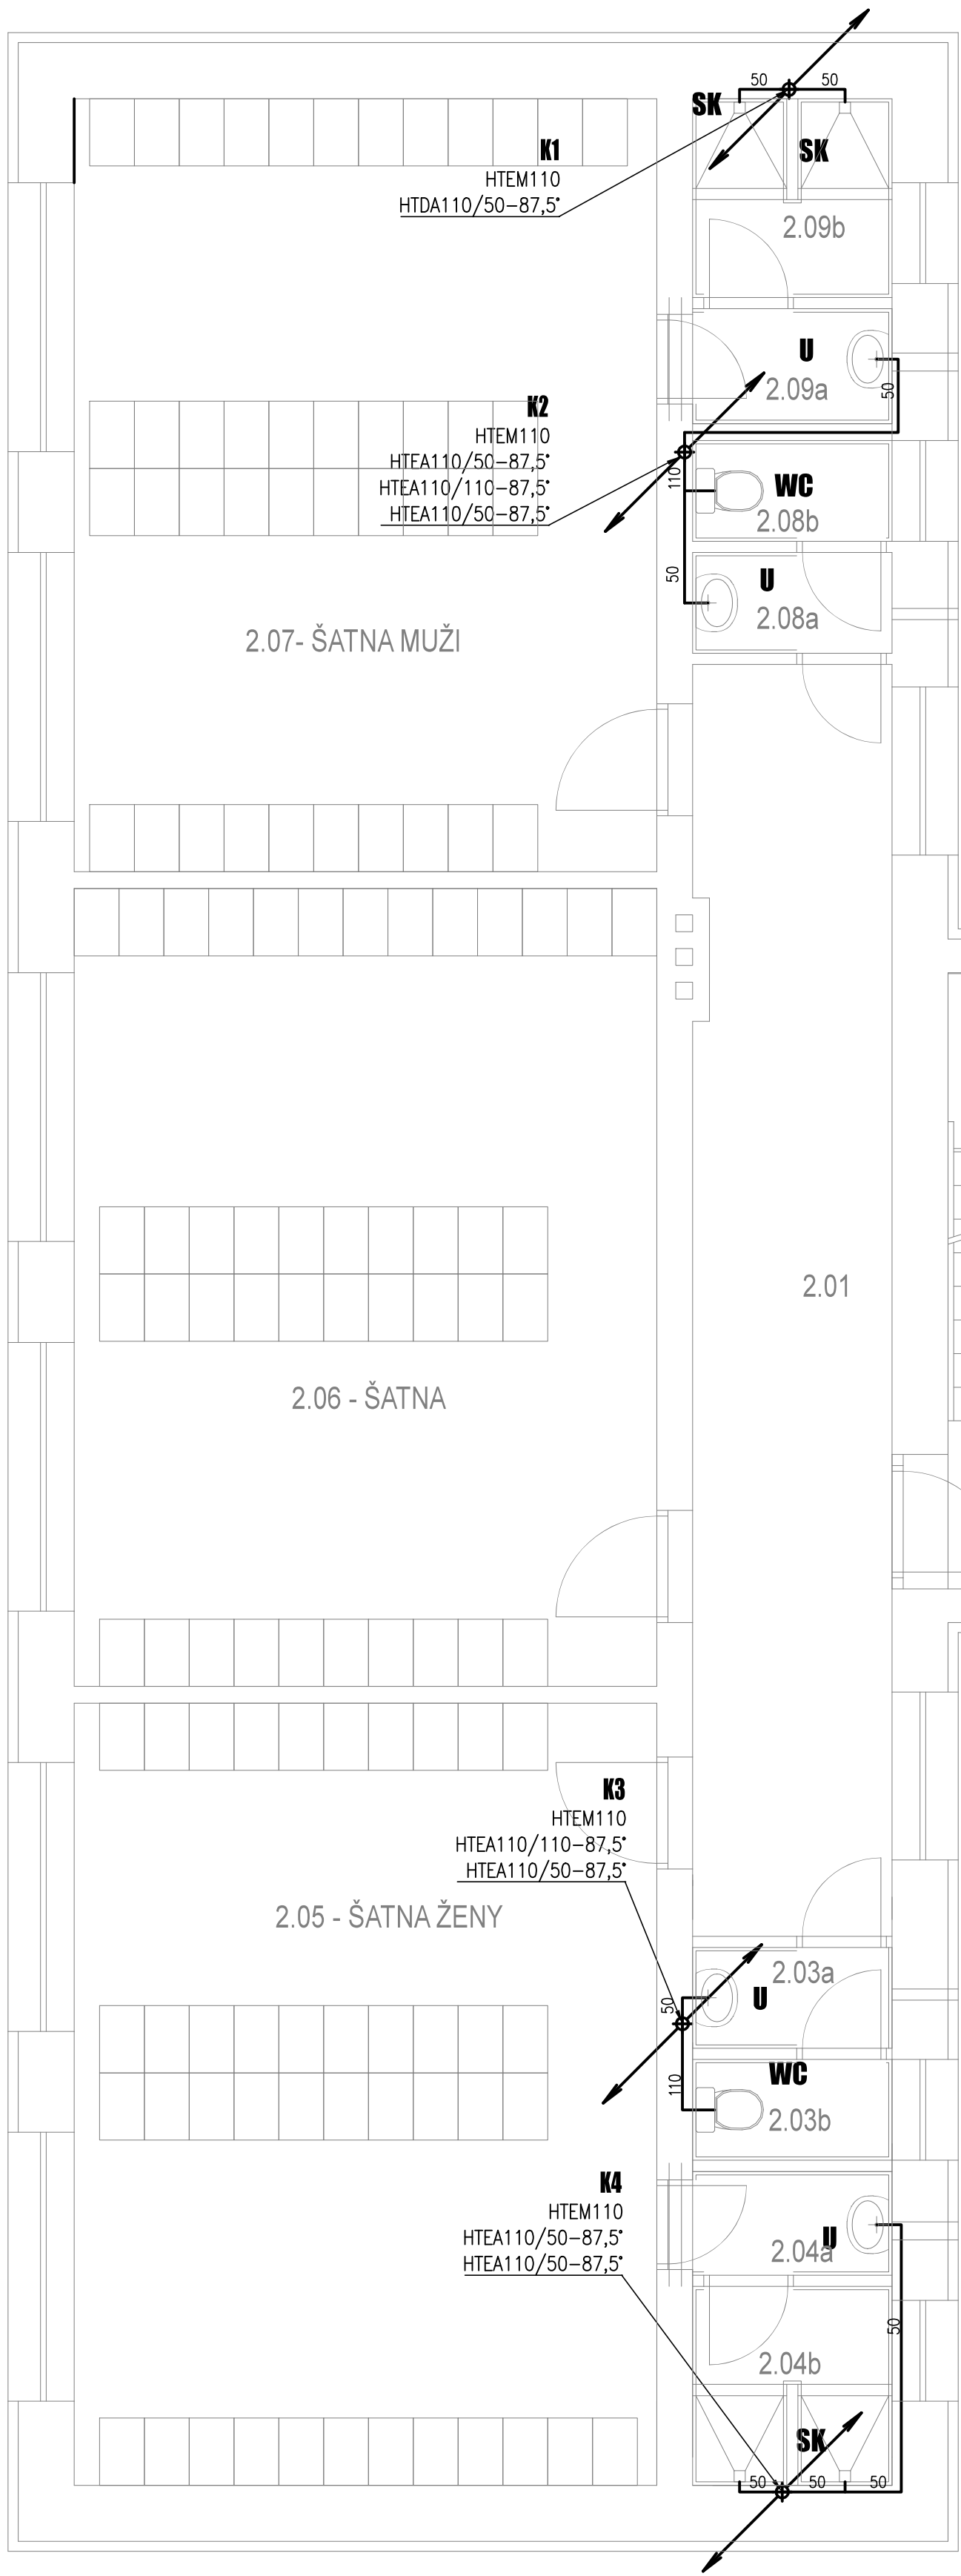 50
50
SK
SK
K1
HTEM110
HTDA110/50-87,5°
2.09b
U
2.09a
50
K2
HTEM110
HTEA110/50-87,5°
HTEA110/110-87,5°
HTEA110/50-87,5°
110
WC
2.08b
50
U
2.08a
2.07- ŠATNA MUŽI
2.01
2.06 - ŠATNA
K3
HTEM110
HTEA110/110-87,5°
HTEA110/50-87,5°
2.05 - ŠATNA ŽENY
2.03a
50
U
110
WC
2.03b
K4
HTEM110
HTEA110/50-87,5°
HTEA110/50-87,5°
U
2.04a
50
2.04b
SK
50
50
50